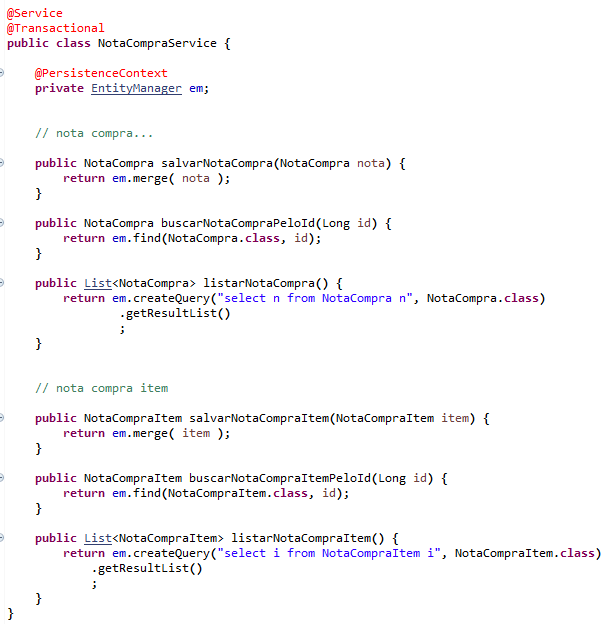 @Service
@Transactional
public class NotaCompraService {
@PersistenceContext
private EntityManager em;
// nota compra...
public NotaCompra salvarNotaCompra(NotaCompra nota) {
return em.merge( nota );
}
public NotaCompra buscarNotaCompraPeloId(Long id) {
return em.find(NotaCompra.class, id);
}
public List<NotaCompra> listarNotaCompra() {
return em.createQuery("select n from NotaCompra n", NotaCompra.class)
.getResultList()
;
}
// nota compra item
public NotaCompraItem salvarNotaCompraItem(NotaCompraItem item) {
return em.merge( item );
}
public NotaCompraItem buscarNotaCompraItemPeloId(Long id) {
return em.find(NotaCompraItem.class, id);
}
public List<NotaCompraItem> listarNotaCompraItem() {
return em.createQuery("select i from NotaCompraItem i", NotaCompraItem.class)
.getResultList()
;
}
}